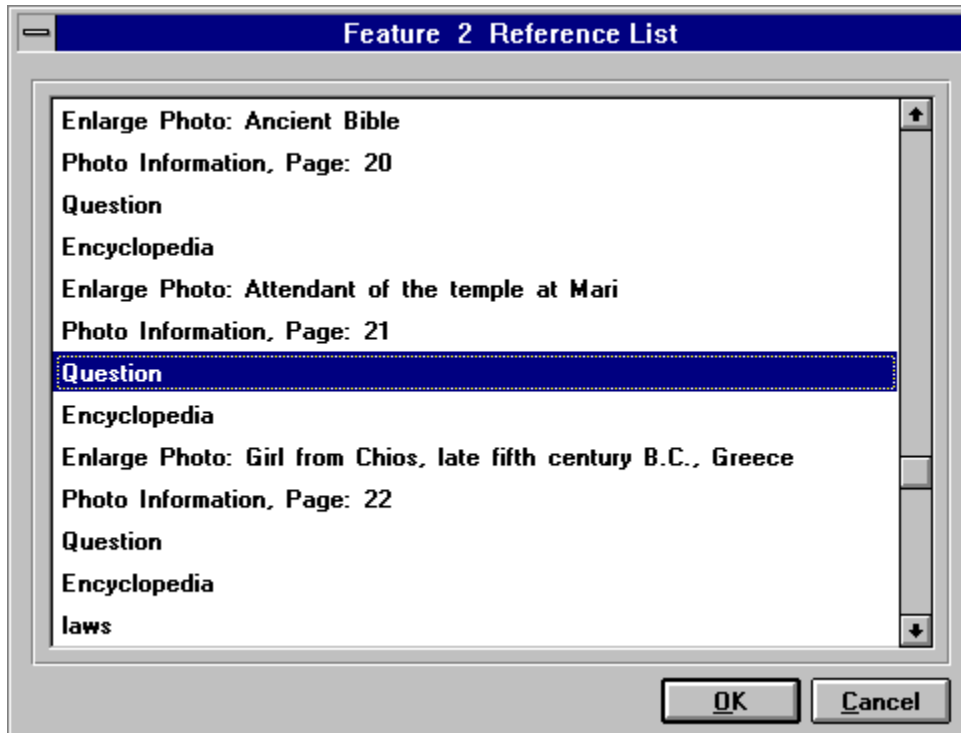 Feature 2 Reference List
Enlarge Photo: Ancient Bible
Photo Information, Page: 20
Question
Encyclopedia
Enlarge Photo: Attendant of the temple at Mari
Photo Information, Page: 21
Question
Encyclopedia
Enlarge Photo: Girl from Chios, late fifth century B.C., Greece
Photo Information, Page: 22
Question
Encyclopedia
laws
OK Cancel